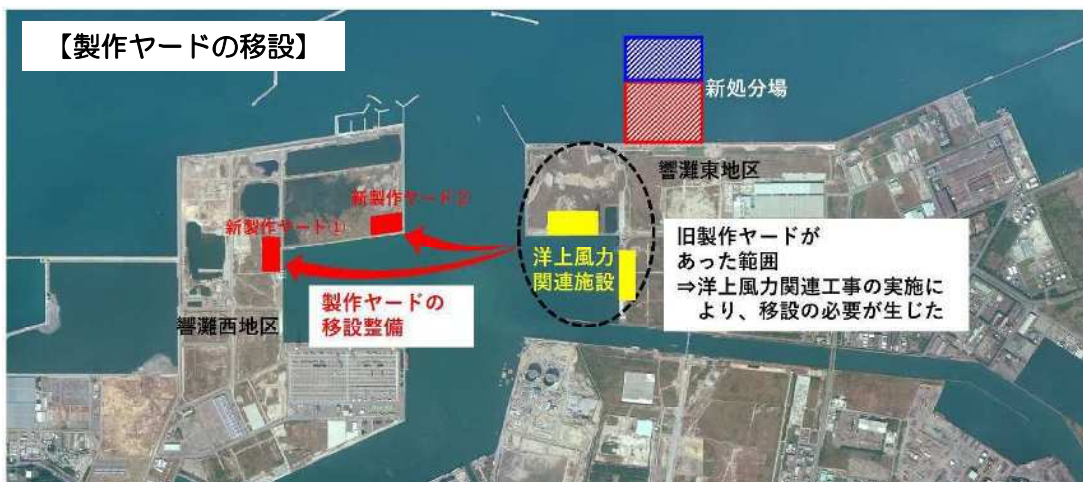 【製作ヤードの移設】
新処分場
響灘東地区
新製作ヤード②
新製作ヤード①
洋上風力
関連施設
旧製作ヤードが
あった範囲
⇒洋上風力関連工事の実施に
より、移設の必要が生じた
製作ヤードの
移設整備
響灘西地区